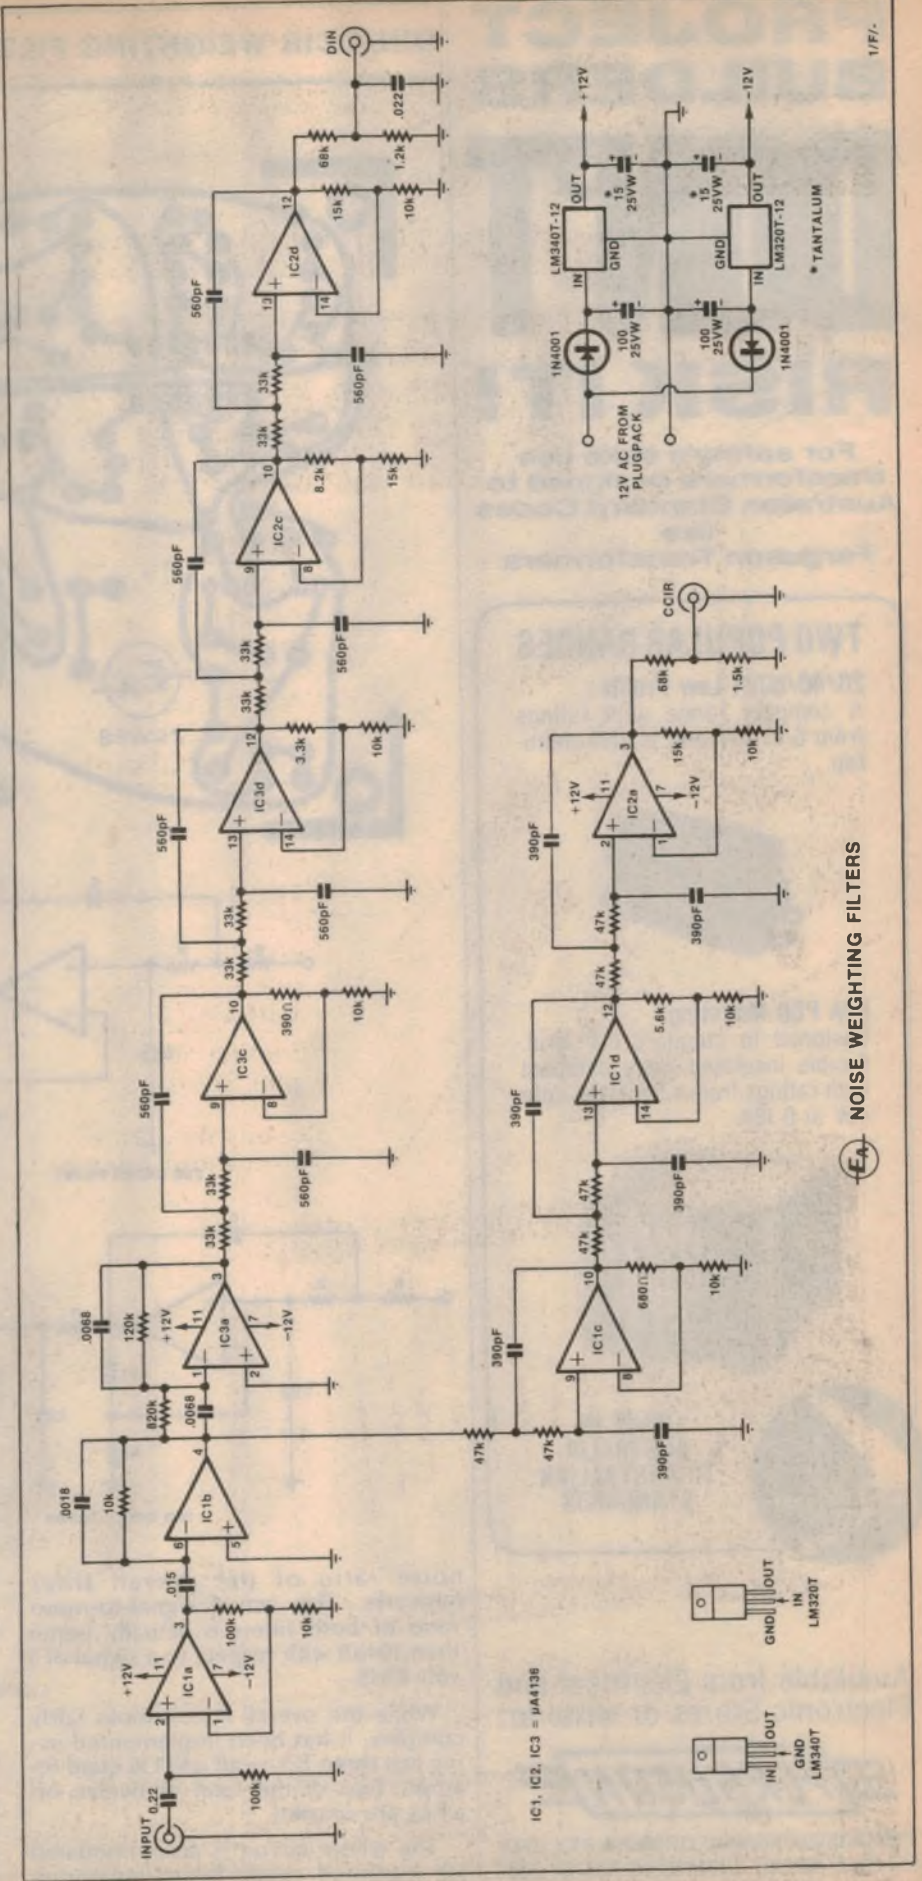 INPUT
0.22
100k
+12V
2
11
3
IC1a
1
7
-12V
100k
10k
.015
.0018
10k
6
4
IC1b
5
820k
.0068
.0068
120k
+12V
1
11
3
IC3a
2
7
-12V
33k
33k
560pF
560pF
9
10
IC3c
8
390Ω
10k
33k
33k
560pF
560pF
13
12
IC3d
14
3.3k
10k
33k
33k
560pF
560pF
9
10
IC2c
8
8.2k
15k
33k
33k
560pF
560pF
13
12
IC2d
14
15k
10k
68k
1.2k
.022
DIN
47k
47k
390pF
390pF
9
10
IC1c
8
680Ω
10k
47k
47k
390pF
390pF
13
12
IC1d
14
5.6k
10k
47k
47k
390pF
390pF
+12V
2
11
3
IC2a
1
7
-12V
15k
10k
68k
1.5k
CCIR
12V AC FROM
PLUGPACK
1N4001
100
25VW
LM340T-12
IN
OUT
GND
*
15
25VW
+12V
1N4001
100
25VW
LM320T-12
IN
OUT
GND
*
15
25VW
-12V
*TANTALUM
IC1, IC2, IC3 = µA4136
IN
OUT
GND
LM340T
GND
OUT
IN
LM320T
EA NOISE WEIGHTING FILTERS
1/F/-